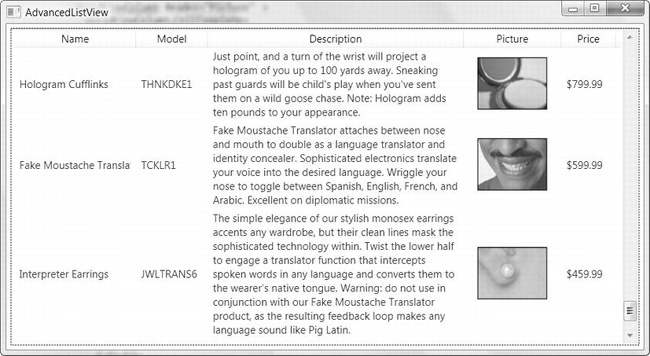 AdvancedListView
Name Model Description Picture Price
Just point, and a turn of the wrist will project a
hologram of you up to 100 yards away. Sneaking
past guards will be child's play when you've sent
them on a wild goose chase. Note: Hologram adds
ten pounds to your appearance.
Hologram Cufflinks THNKDKE1 $799.99
Fake Moustache Translator attaches between nose
and mouth to double as a language translator and
identity concealer. Sophisticated electronics translate
your voice into the desired language. Wriggle your
nose to toggle between Spanish, English, French, and
Arabic. Excellent on diplomatic missions.
Fake Moustache Transla TCKLR1 $599.99
The simple elegance of our stylish monosex earrings
accents any wardrobe, but their clean lines mask the
sophisticated technology within. Twist the lower half
to engage a translator function that intercepts
spoken words in any language and converts them to
the wearer's native tongue. Warning: do not use in
conjunction with our Fake Moustache Translator
product, as the resulting feedback loop makes any
language sound like Pig Latin.
Interpreter Earrings JWLTRANS6 $459.99